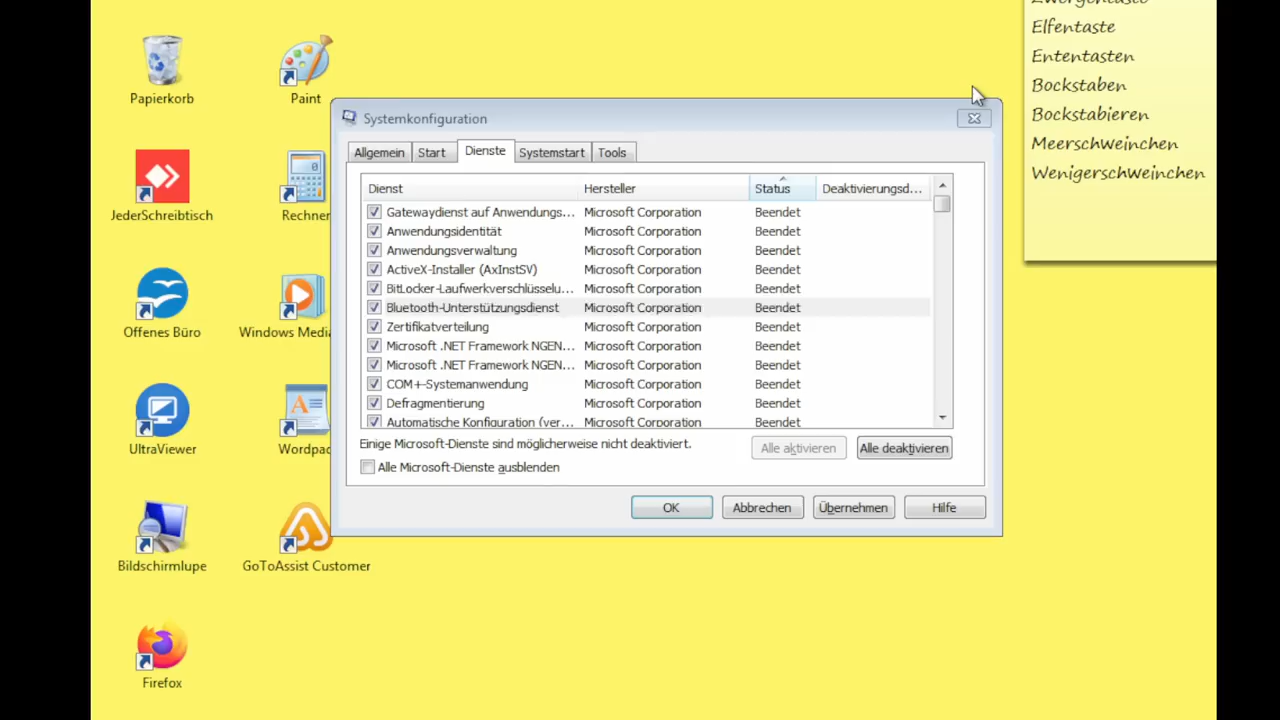 Zwergentaste
Elfentaste
Ententasten
Bockstaben
Bockstabieren
Meerschweinchen
Wenigerschweinchen
Papierkorb
Paint
JederSchreibtisch
Rechner
Offenes Büro
Windows Media
UltraViewer
Wordpad
Bildschirmlupe
GoToAssist Customer
Firefox
Systemkonfiguration
Allgemein Start Dienste Systemstart Tools
Dienst Hersteller Status Deaktivierungsd...
Gatewaydienst auf Anwendungs... Microsoft Corporation Beendet
Anwendungsidentität Microsoft Corporation Beendet
Anwendungsverwaltung Microsoft Corporation Beendet
ActiveX-Installer (AxInstSV) Microsoft Corporation Beendet
BitLocker-Laufwerkverschlüsselu... Microsoft Corporation Beendet
Bluetooth-Unterstützungsdienst Microsoft Corporation Beendet
Zertifikatverteilung Microsoft Corporation Beendet
Microsoft .NET Framework NGEN... Microsoft Corporation Beendet
Microsoft .NET Framework NGEN... Microsoft Corporation Beendet
COM+-Systemanwendung Microsoft Corporation Beendet
Defragmentierung Microsoft Corporation Beendet
Automatische Konfiguration (ver... Microsoft Corporation Beendet
Einige Microsoft-Dienste sind möglicherweise nicht deaktiviert.
Alle aktivieren Alle deaktivieren
Alle Microsoft-Dienste ausblenden
OK Abbrechen Übernehmen Hilfe